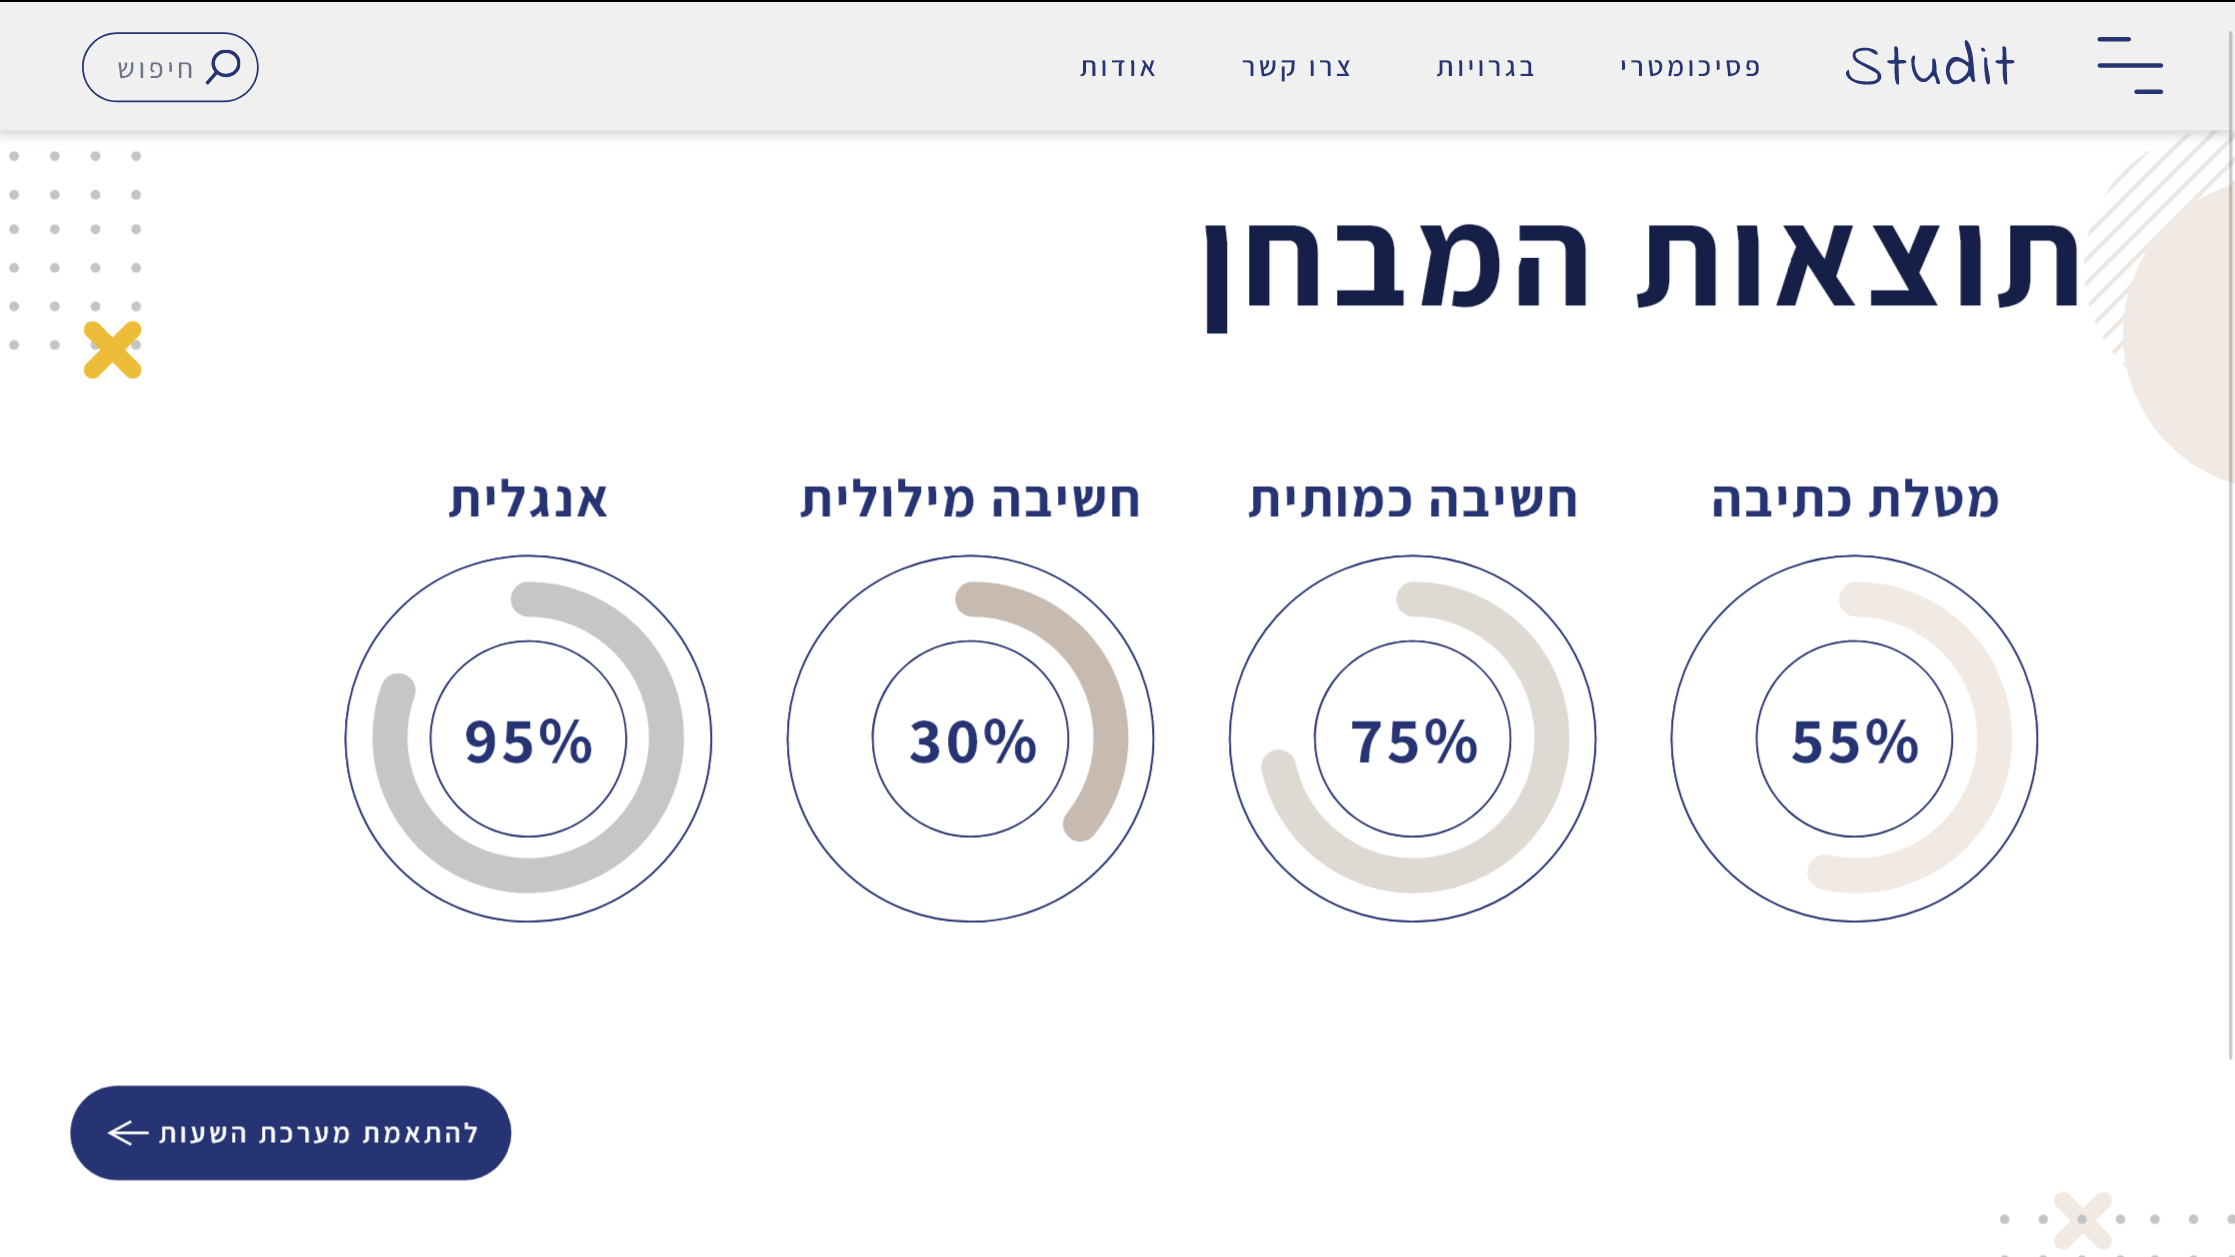 Studit
פסיכומטרי
בגרויות
צרו קשר
אודות
חיפוש
תוצאות המבחן
מטלת כתיבה
חשיבה כמותית
חשיבה מילולית
אנגלית
55%
75%
30%
95%
להתאמת מערכת השעות